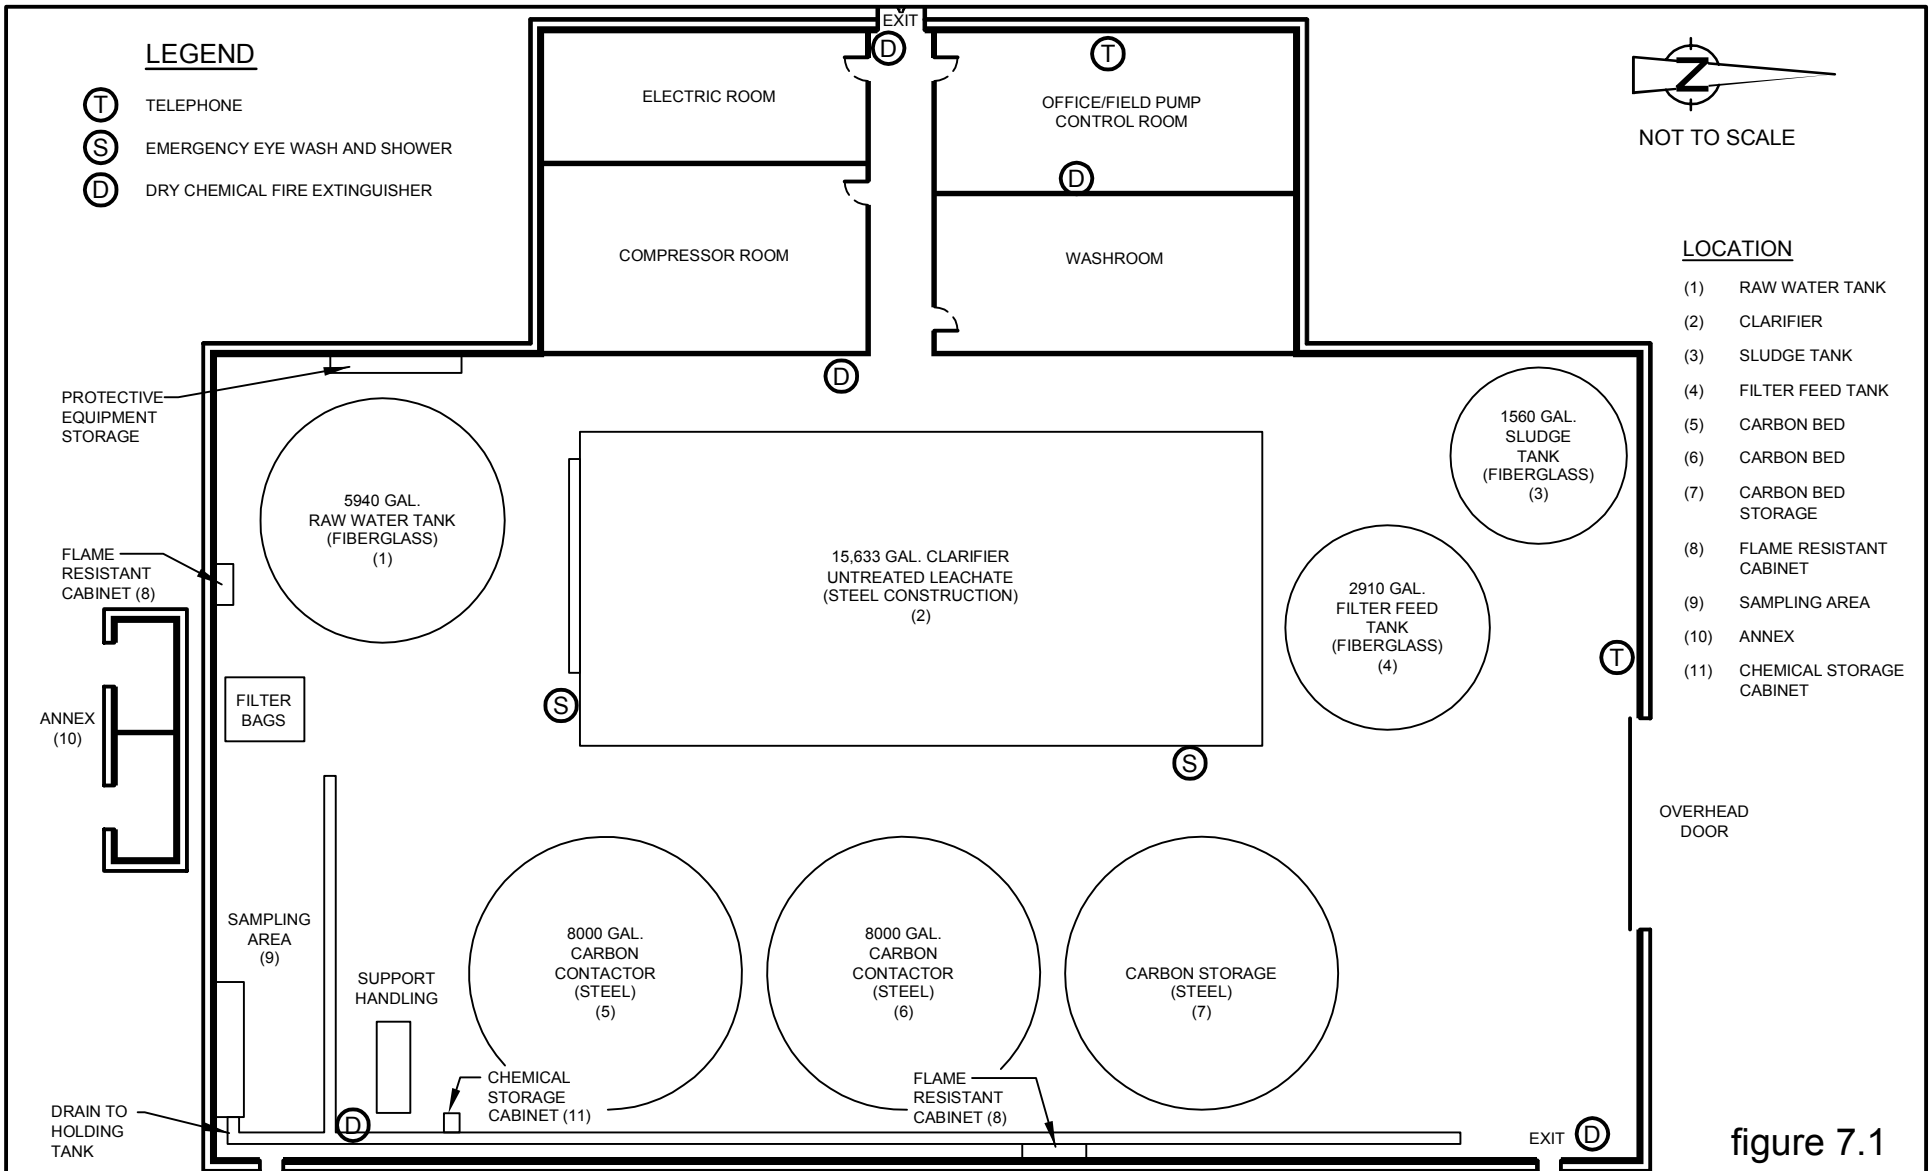 LEGEND
T TELEPHONE
S EMERGENCY EYE WASH AND SHOWER
D DRY CHEMICAL FIRE EXTINGUISHER
EXIT
D
T
ELECTRIC ROOM
OFFICE/FIELD PUMP
CONTROL ROOM
D
COMPRESSOR ROOM
WASHROOM
Z
NOT TO SCALE
LOCATION
(1) RAW WATER TANK
(2) CLARIFIER
(3) SLUDGE TANK
(4) FILTER FEED TANK
(5) CARBON BED
(6) CARBON BED
(7) CARBON BED
STORAGE
(8) FLAME RESISTANT
CABINET
(9) SAMPLING AREA
(10) ANNEX
(11) CHEMICAL STORAGE
CABINET
PROTECTIVE
EQUIPMENT
STORAGE
D
5940 GAL.
RAW WATER TANK
(FIBERGLASS)
(1)
15,633 GAL. CLARIFIER
UNTREATED LEACHATE
(STEEL CONSTRUCTION)
(2)
1560 GAL.
SLUDGE
TANK
(FIBERGLASS)
(3)
2910 GAL.
FILTER FEED
TANK
(FIBERGLASS)
(4)
FLAME
RESISTANT
CABINET (8)
T
FILTER
BAGS
ANNEX
(10)
S
S
OVERHEAD
DOOR
SAMPLING
AREA
(9)
SUPPORT
HANDLING
8000 GAL.
CARBON
CONTACTOR
(STEEL)
(5)
8000 GAL.
CARBON
CONTACTOR
(STEEL)
(6)
CARBON STORAGE
(STEEL)
(7)
CHEMICAL
STORAGE
CABINET (11)
FLAME
RESISTANT
CABINET (8)
DRAIN TO
HOLDING
TANK
D
EXIT D
figure 7.1